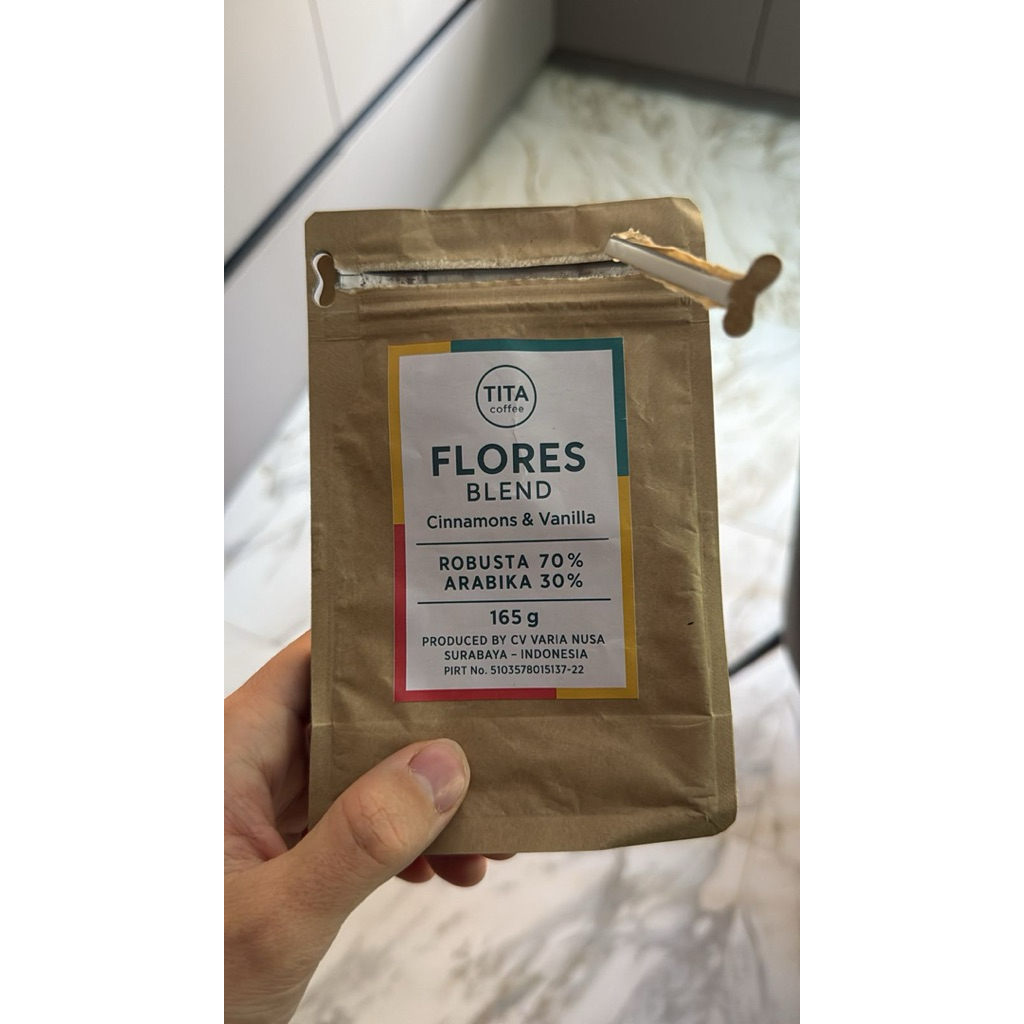 TITA
coffee
FLORES
BLEND
Cinnamons & Vanilla
ROBUSTA 70%
ARABIKA 30%
165 g
PRODUCED BY CV VARIA NUSA
SURABAYA – INDONESIA
PIRT No. 5103578015137-22